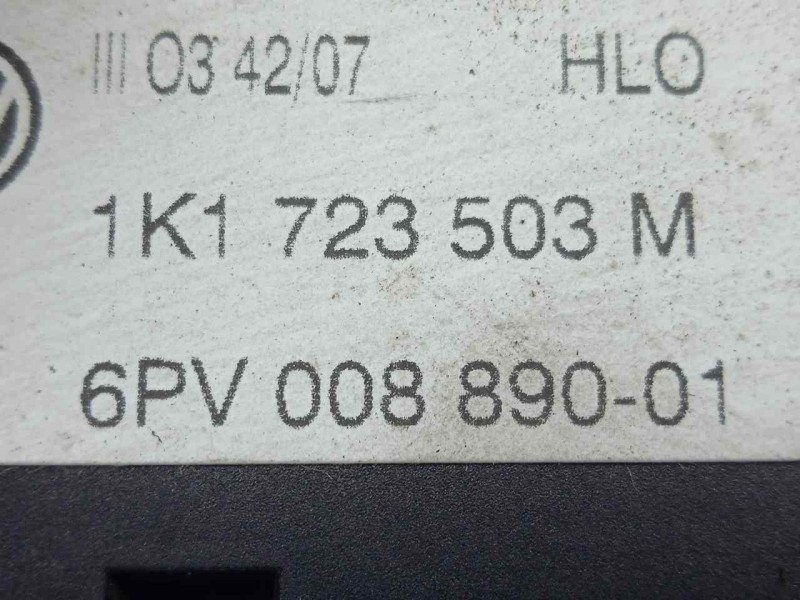 III 03 42/07 HLO
1K1 723 503 M
6PV 008 890-01